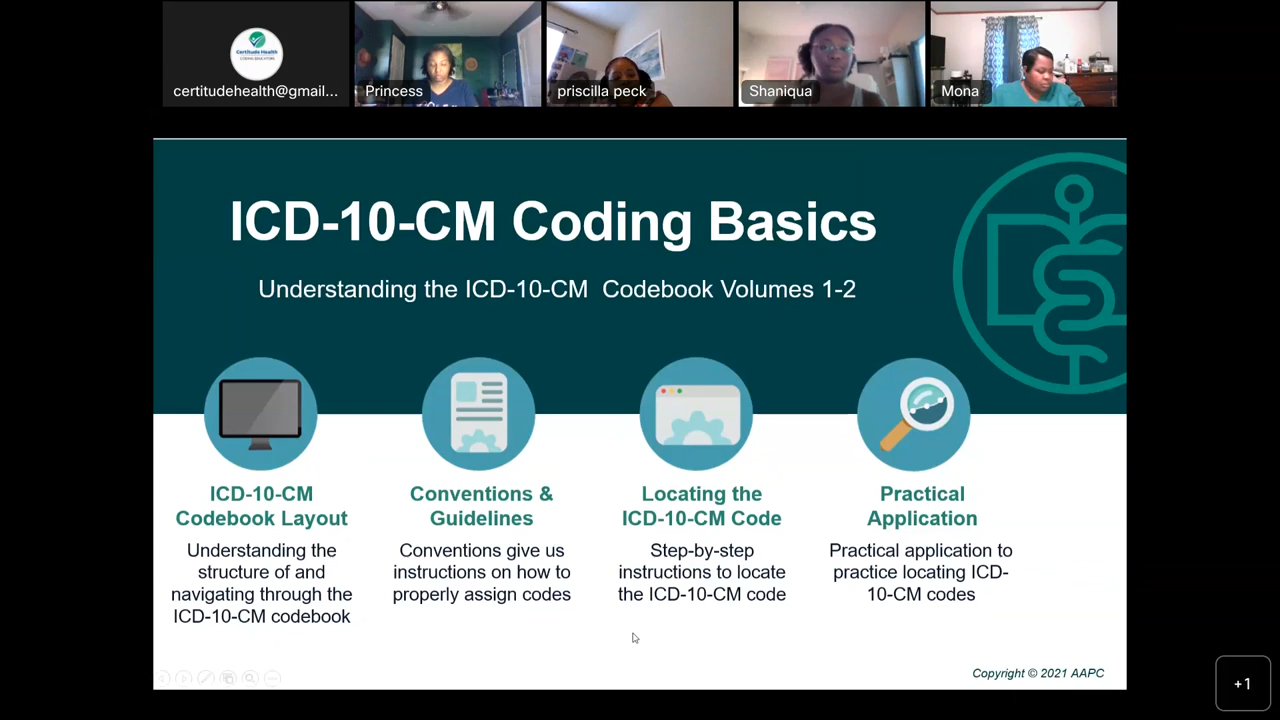 Certitude Health
CODING EDUCATORS
certitudehealth@gmail...
Princess
priscilla peck
Shaniqua
Mona
ICD-10-CM Coding Basics
Understanding the ICD-10-CM Codebook Volumes 1-2
ICD-10-CM
Codebook Layout
Understanding the
structure of and
navigating through the
ICD-10-CM codebook
Conventions &
Guidelines
Conventions give us
instructions on how to
properly assign codes
Locating the
ICD-10-CM Code
Step-by-step
instructions to locate
the ICD-10-CM code
Practical
Application
Practical application to
practice locating ICD-
10-CM codes
Copyright © 2021 AAPC
+1